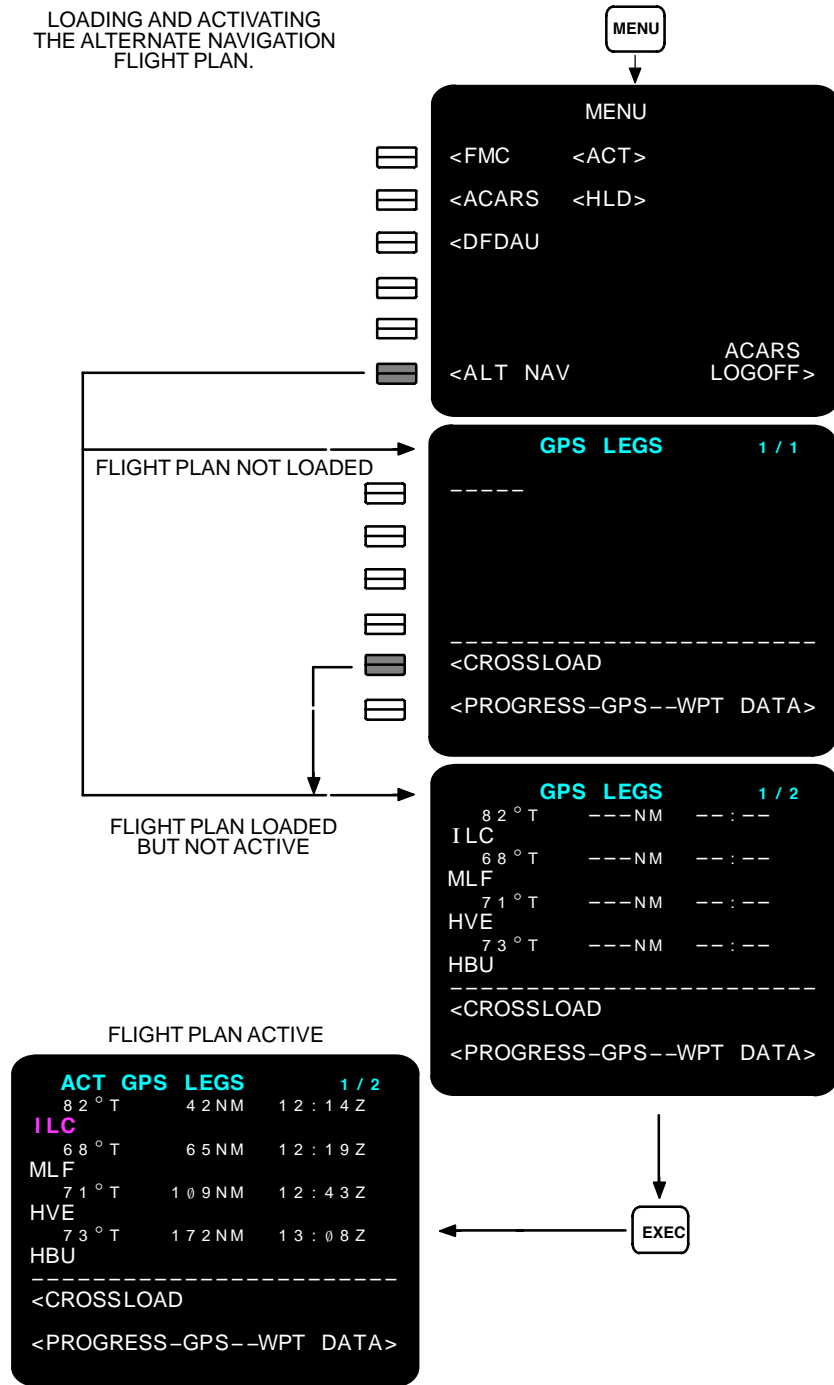 LOADING AND ACTIVATING
THE ALTERNATE NAVIGATION
FLIGHT PLAN.
MENU
MENU
<FMC <ACT>
<ACARS <HLD>
<DFDAU
ACARS
<ALT NAV LOGOFF>
FLIGHT PLAN NOT LOADED
GPS LEGS 1/1
-----
------------------------
<CROSSLOAD
<PROGRESS-GPS--WPT DATA>
FLIGHT PLAN LOADED
BUT NOT ACTIVE
GPS LEGS 1/2
82°T ---NM --:--
ILC
68°T ---NM --:--
MLF
71°T ---NM --:--
HVE
73°T ---NM --:--
HBU
------------------------
<CROSSLOAD
<PROGRESS-GPS--WPT DATA>
FLIGHT PLAN ACTIVE
ACT GPS LEGS 1/2
82°T 42NM 12:14Z
ILC
68°T 65NM 12:19Z
MLF
71°T 1ø9NM 12:43Z
HVE
73°T 172NM 13:ø8Z
HBU
------------------------
<CROSSLOAD
<PROGRESS-GPS--WPT DATA>
EXEC